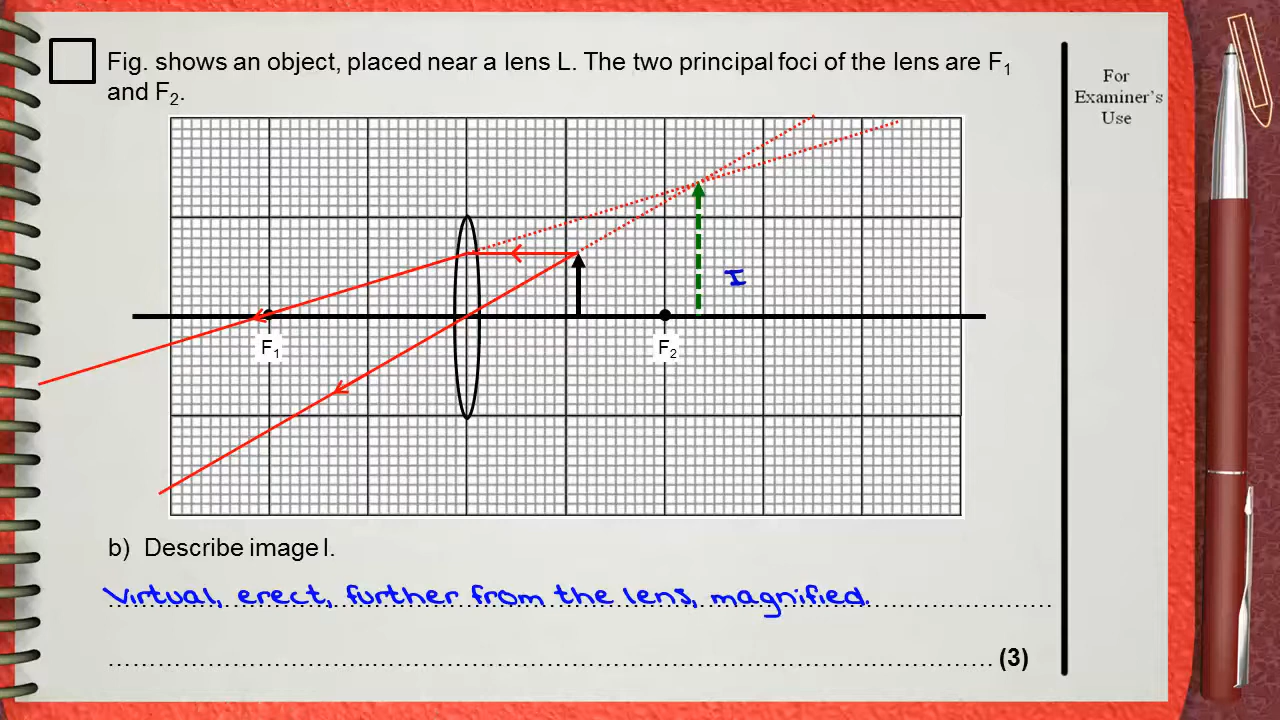 Fig. shows an object, placed near a lens L. The two principal foci of the lens are F₁
and F₂.
For
Examiner's
Use
I
F₁
F₂
b) Describe image I.
Virtual, erect, further from the lens, magnified.
(3)